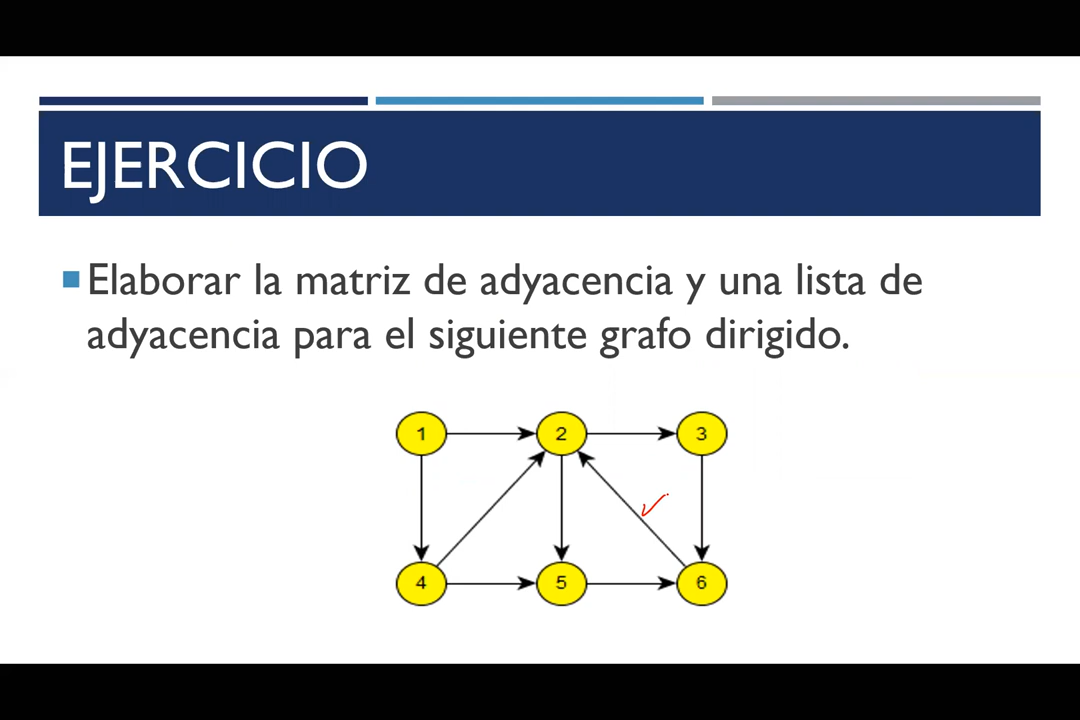 EJERCICIO
Elaborar la matriz de adyacencia y una lista de
adyacencia para el siguiente grafo dirigido.
1 2 3
4 5 6